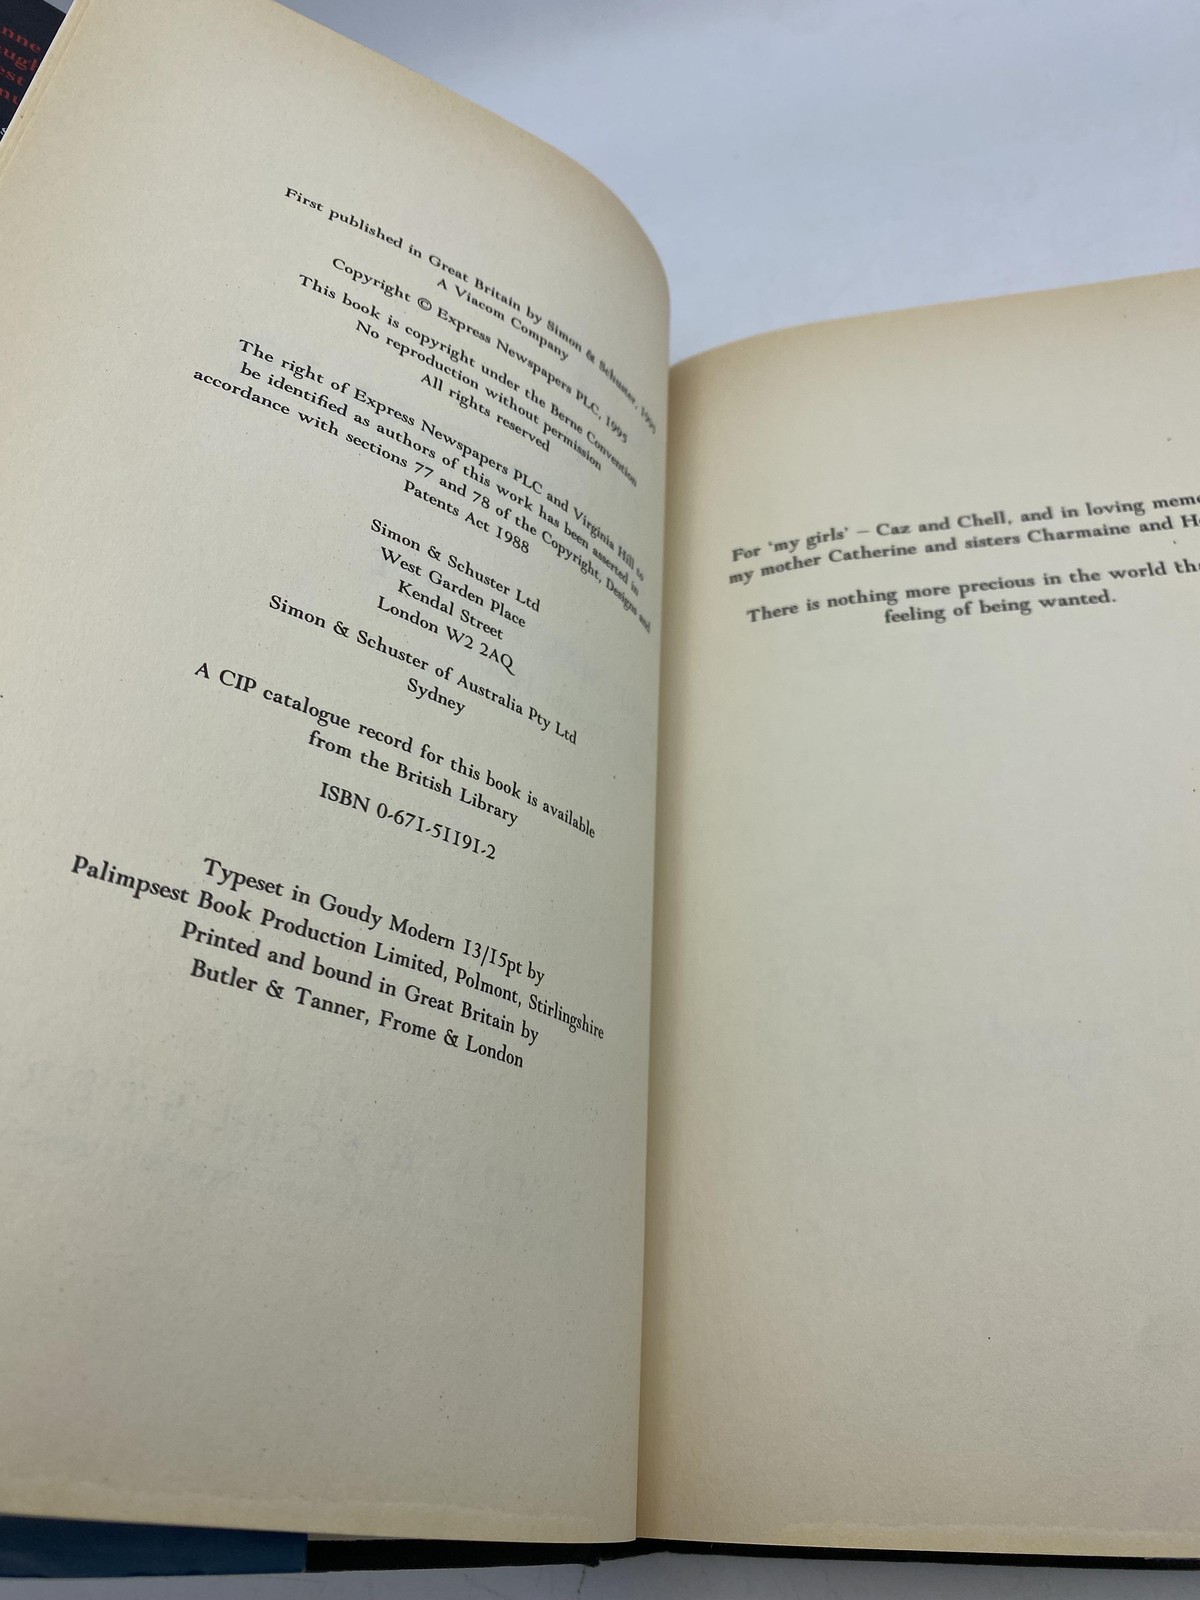 First published in Great Britain by Simon & Schuster, 1995
A Viacom Company
Copyright © Express Newspapers PLC, 1995
This book is copyright under the Berne Convention
No reproduction without permission
All rights reserved
The right of Express Newspapers PLC and Virginia Hill to
be identified as authors of this work has been asserted in
accordance with sections 77 and 78 of the Copyright, Designs and
Patents Act 1988
Simon & Schuster Ltd
West Garden Place
Kendal Street
London W2 2AQ
Simon & Schuster of Australia Pty Ltd
Sydney
A CIP catalogue record for this book is available
from the British Library
ISBN 0-671-51191-2
Typeset in Goudy Modern 13/15pt by
Palimpsest Book Production Limited, Polmont, Stirlingshire
Printed and bound in Great Britain by
Butler & Tanner, Frome & London
For 'my girls' – Caz and Chell, and in loving
my mother Catherine and sisters Charmaine and
There is nothing more precious in the world
feeling of being wanted.